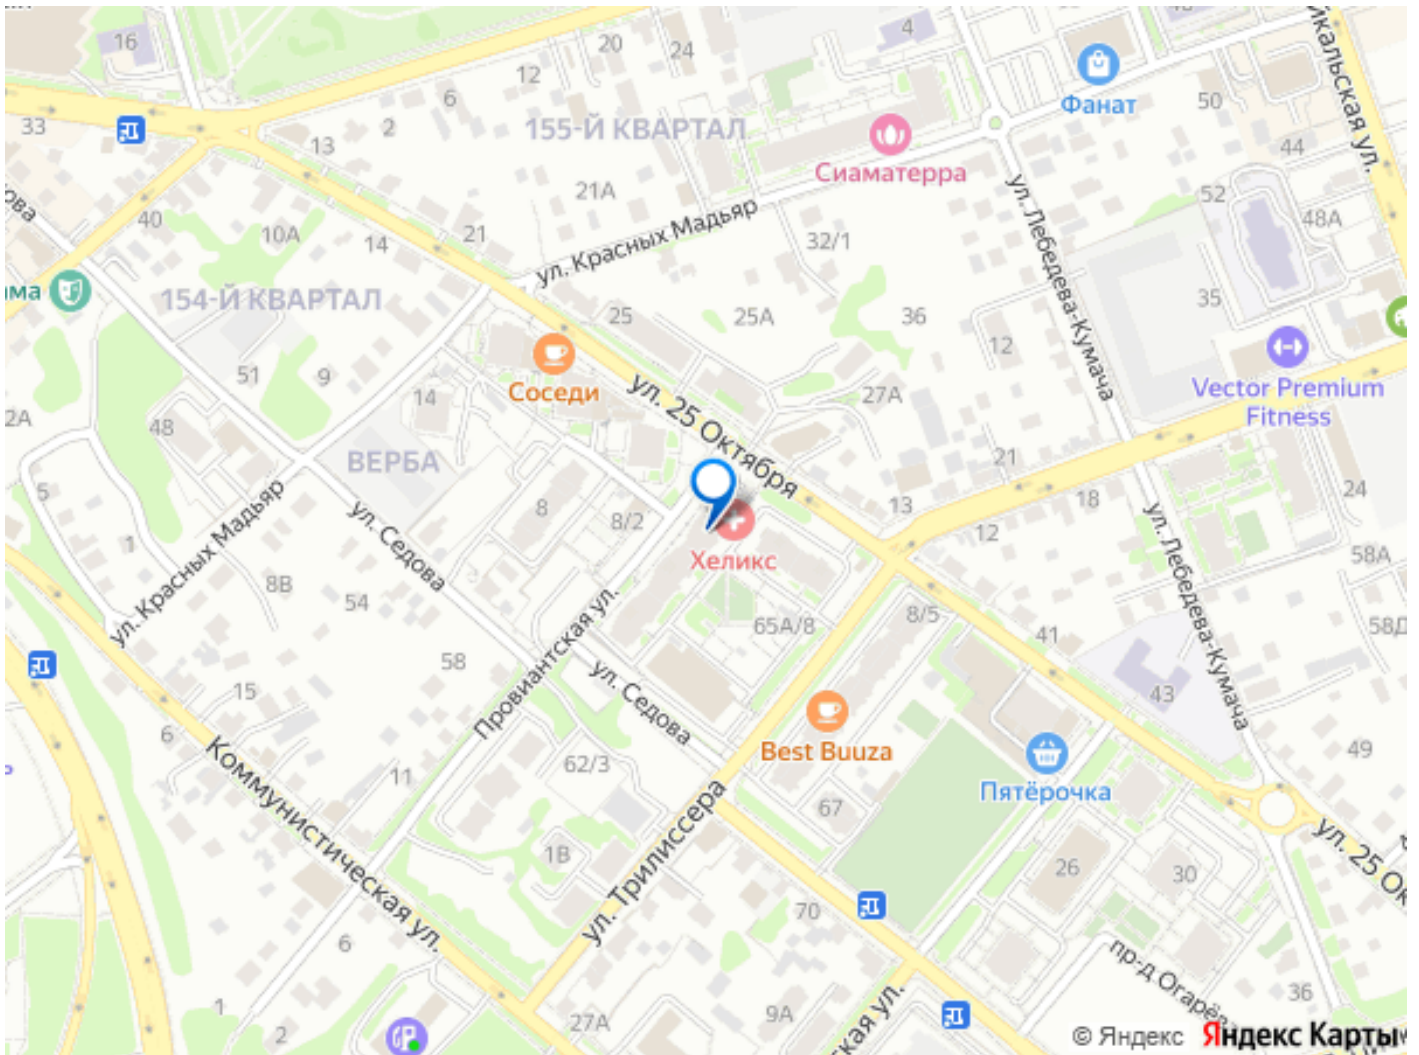 16
20
24
4
12
6
Фанат
50
33
2
13
155-Й КВАРТАЛ
Байкальская ул.
44
Сиаматерра
21А
52
ул. Красных Мадьяр
ул. Лебедева-Кумача
40
10А
14
21
32/1
48А
154-Й КВАРТАЛ
35
25
25А
36
12
51
9
Соседи
14
ул. 25 Октября
27А
Vector Premium
Fitness
48
ВЕРБА
21
24
5
8
8/2
13
18
12
1
ул. Красных Мадьяр
ул. Седова
Хеликс
ул. Лебедева-Кумача
58А
8В
54
Провиантская ул.
65А/8
8/5
41
58Д
58
ул. Седова
15
43
6
Best Buuza
49
Коммунистическая ул.
62/3
11
Пятёрочка
67
ул. Трилиссера
1В
26
30
ул. 25 Ок
70
6
пр-д Огарёва
36
1
2
27А
9А
ская ул.
© Яндекс Яндекс Карты